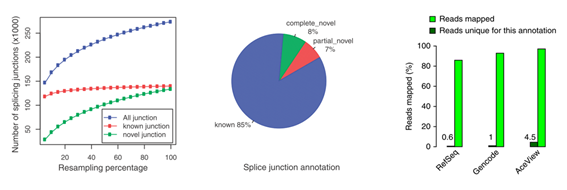 Number of splicing junctions (x1000)
250
200
150
100
50
All junction
known junction
novel junction
20
40
60
80
100
Resampling percentage
complete_novel
8%
partial_novel
7%
known 85%
Splice junction annotation
Reads mapped
Reads unique for this annotation
Reads mapped (%)
100
80
60
40
20
0
0.6
1
4.5
RefSeq
Gencode
AceView